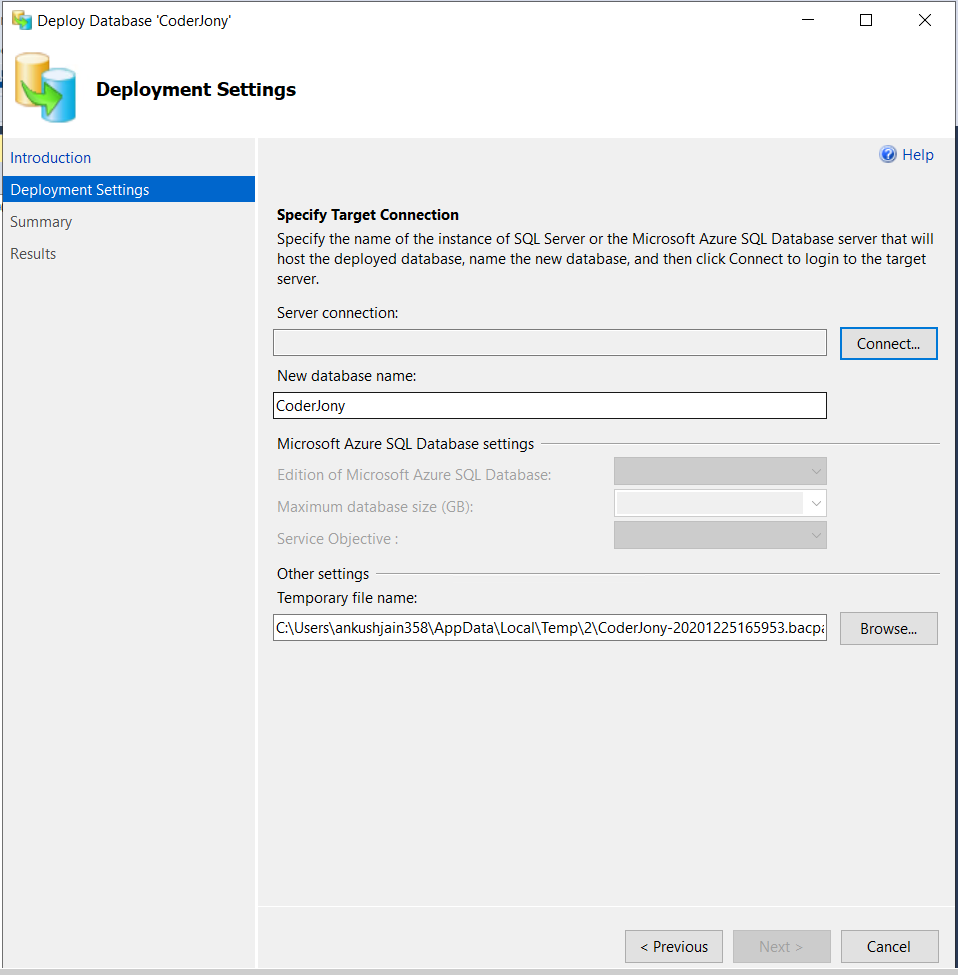 Deploy Database 'CoderJony'
Deployment Settings
Introduction
Deployment Settings
Summary
Results
Help
Specify Target Connection
Specify the name of the instance of SQL Server or the Microsoft Azure SQL Database server that will
host the deployed database, name the new database, and then click Connect to login to the target
server.
Server connection:
Connect...
New database name:
CoderJony
Microsoft Azure SQL Database settings
Edition of Microsoft Azure SQL Database:
Maximum database size (GB):
Service Objective :
Other settings
Temporary file name:
C:\Users\ankushjain358\AppData\Local\Temp\2\CoderJony-20201225165953.bacpa
Browse...
< Previous
Next >
Cancel